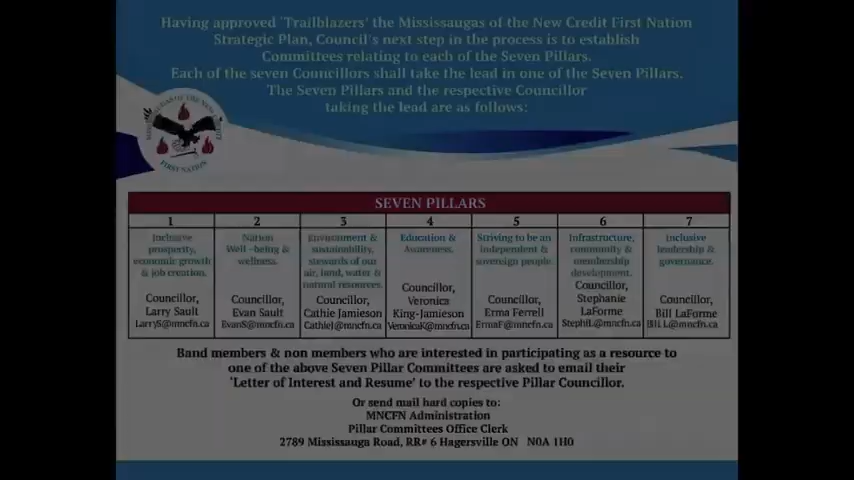 Having approved 'Trailblazers' the Mississaugas of the New Credit First Nation
Strategic Plan, Council's next step in the process is to establish
Committees relating to each of the Seven Pillars.
Each of the seven Councillors shall take the lead in one of the Seven Pillars.
The Seven Pillars and the respective Councillor
taking the lead are as follows:
MISSISSAUGAS OF THE NEW CREDIT
FIRST NATION
SEVEN PILLARS
1 2 3 4 5 6 7
Inclusive
prosperity,
economic growth
& job creation.
Councillor,
Larry Sault
LarryS@mncfn.ca
Nation
Well -being &
wellness.
Councillor,
Evan Sault
EvanS@mncfn.ca
Environment &
sustainability,
stewards of our
air, land, water &
natural resources.
Councillor,
Cathie Jamieson
CathieJ@mncfn.ca
Education &
Awareness.
Councillor,
Veronica
King-Jamieson
VeronicaK@mncfn.ca
Striving to be an
independent &
sovereign people.
Councillor,
Erma Ferrell
ErmaF@mncfn.ca
Infrastructure,
community &
membership
development.
Councillor,
Stephanie
LaForme
StephL@mncfn.ca
Inclusive
leadership &
governance.
Councillor,
Bill LaForme
Bill L@mncfn.ca
Band members & non members who are interested in participating as a resource to
one of the above Seven Pillar Committees are asked to email their
'Letter of Interest and Resume' to the respective Pillar Councillor.
Or send mail hard copies to:
MNCFN Administration
Pillar Committees Office Clerk
2789 Mississauga Road, RR# 6 Hagersville ON N0A 1H0